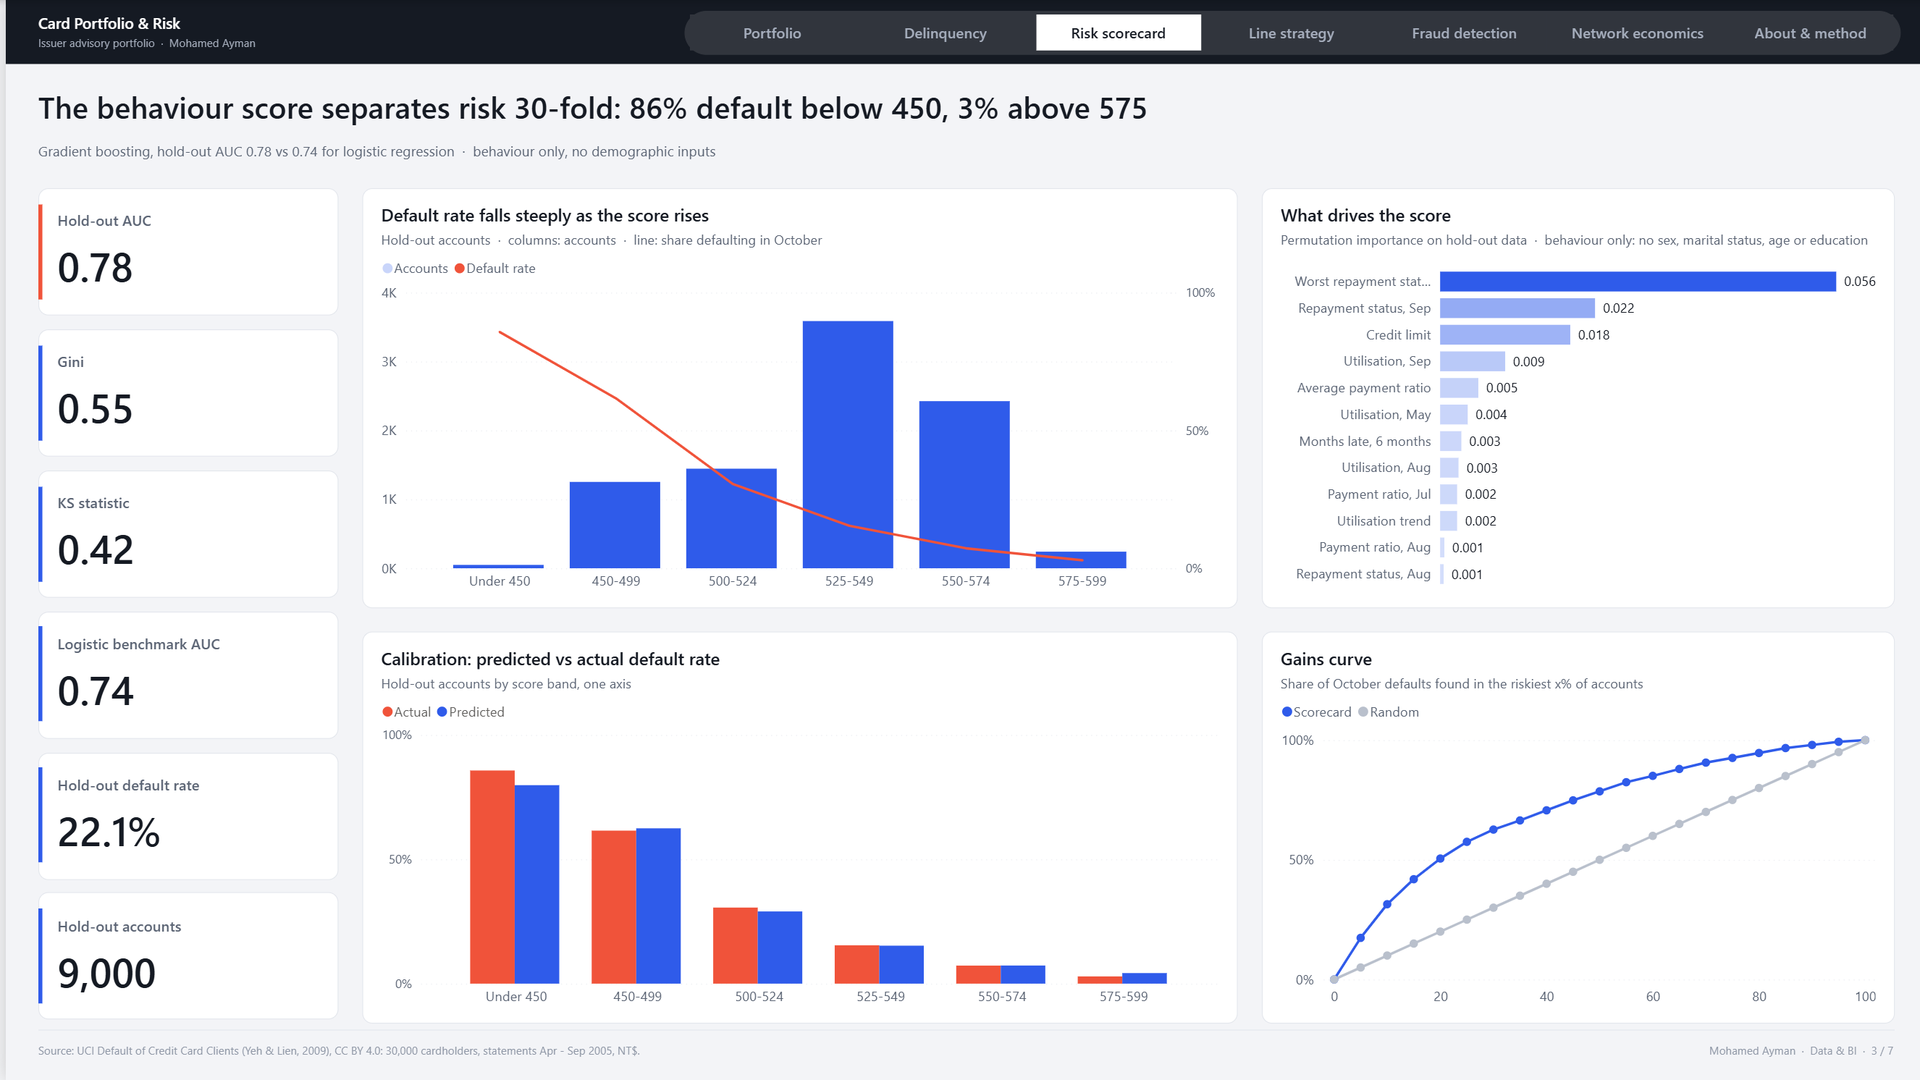 Card Portfolio & Risk
Issuer advisory portfolio · Mohamed Ayman
Portfolio
Delinquency
Risk scorecard
Line strategy
Fraud detection
Network economics
About & method
The behaviour score separates risk 30-fold: 86% default below 450, 3% above 575
Gradient boosting, hold-out AUC 0.78 vs 0.74 for logistic regression · behaviour only, no demographic inputs
Hold-out AUC
0.78
Gini
0.55
KS statistic
0.42
Logistic benchmark AUC
0.74
Hold-out default rate
22.1%
Hold-out accounts
9,000
Default rate falls steeply as the score rises
Hold-out accounts · columns: accounts · line: share defaulting in October
Accounts Default rate
4K
3K
2K
1K
0K
100%
50%
0%
Under 450 450-499 500-524 525-549 550-574 575-599
What drives the score
Permutation importance on hold-out data · behaviour only: no sex, marital status, age or education
Worst repayment stat... 0.056
Repayment status, Sep 0.022
Credit limit 0.018
Utilisation, Sep 0.009
Average payment ratio 0.005
Utilisation, May 0.004
Months late, 6 months 0.003
Utilisation, Aug 0.003
Payment ratio, Jul 0.002
Utilisation trend 0.002
Payment ratio, Aug 0.001
Repayment status, Aug 0.001
Calibration: predicted vs actual default rate
Hold-out accounts by score band, one axis
Actual Predicted
100%
50%
0%
Under 450 450-499 500-524 525-549 550-574 575-599
Gains curve
Share of October defaults found in the riskiest x% of accounts
Scorecard Random
100%
50%
0%
0 20 40 60 80 100
Source: UCI Default of Credit Card Clients (Yeh & Lien, 2009), CC BY 4.0: 30,000 cardholders, statements Apr - Sep 2005, NT$.
Mohamed Ayman · Data & BI · 3 / 7